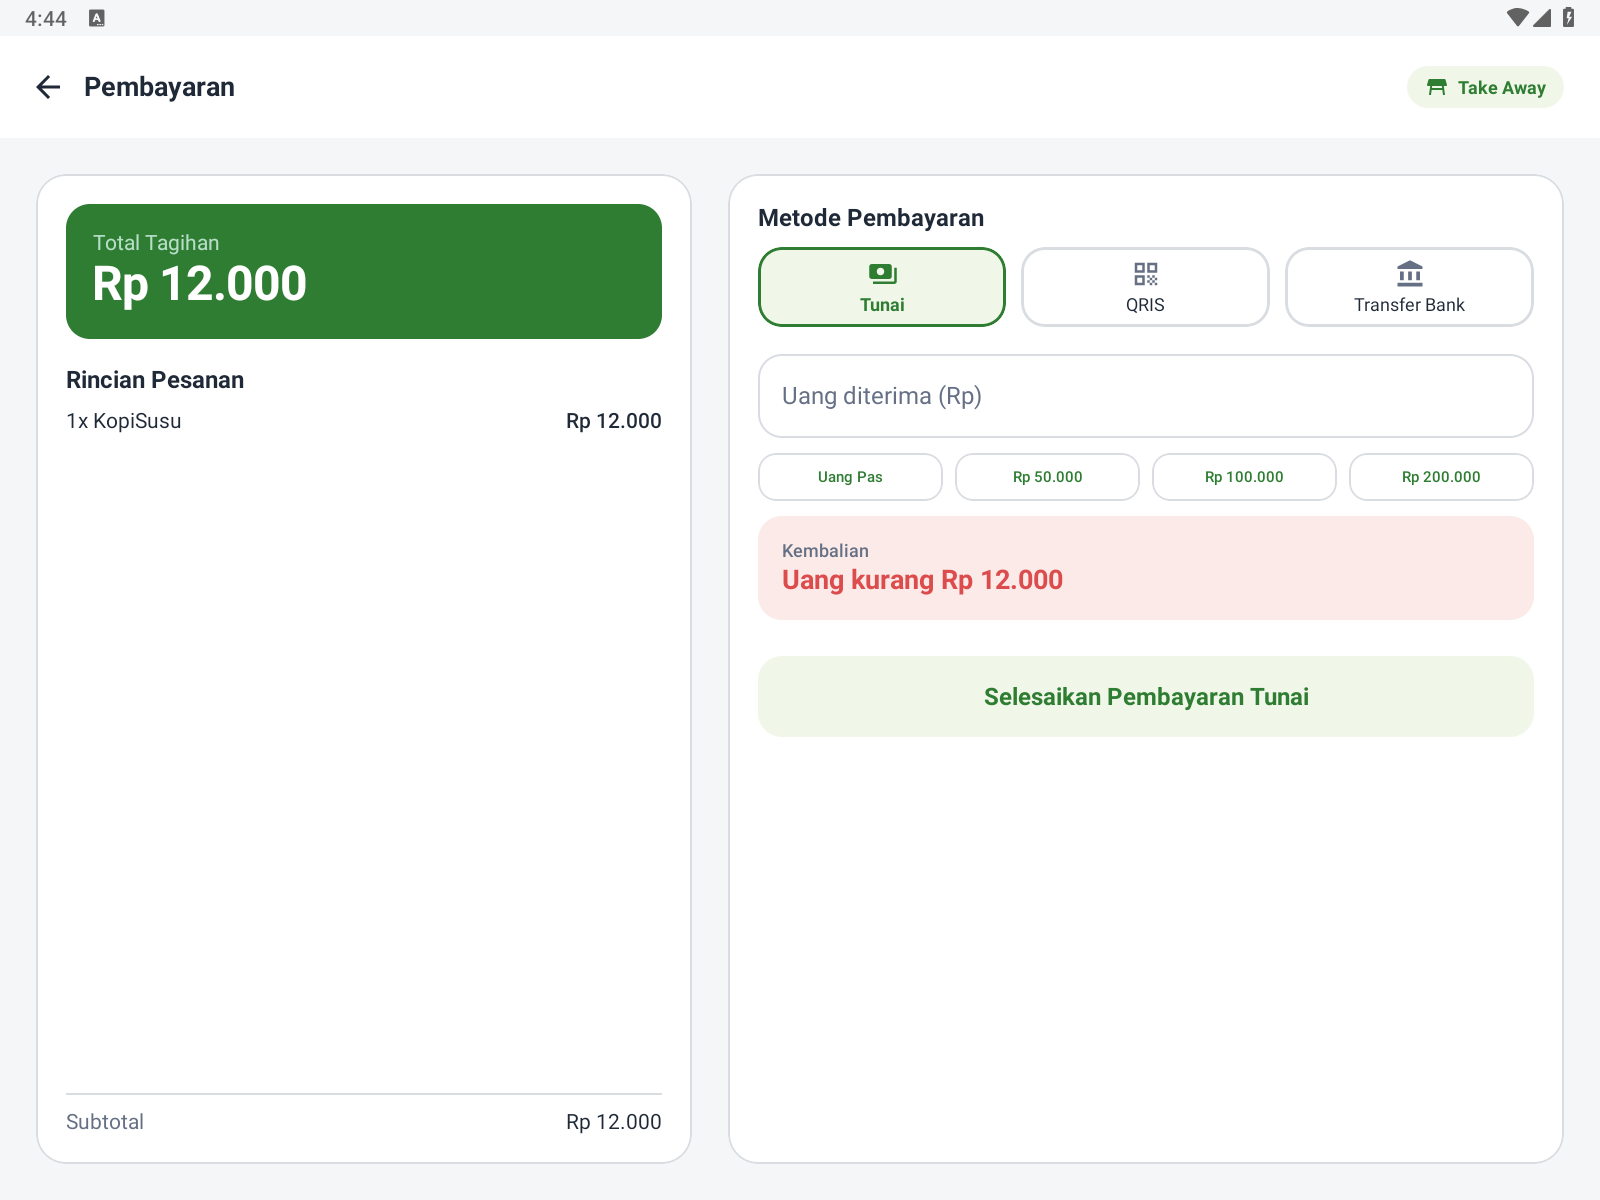 4:44
A
Pembayaran
Take Away
Total Tagihan
Rp 12.000
Rincian Pesanan
1x KopiSusu Rp 12.000
Subtotal Rp 12.000
Metode Pembayaran
Tunai QRIS Transfer Bank
Uang diterima (Rp)
Uang Pas Rp 50.000 Rp 100.000 Rp 200.000
Kembalian
Uang kurang Rp 12.000
Selesaikan Pembayaran Tunai